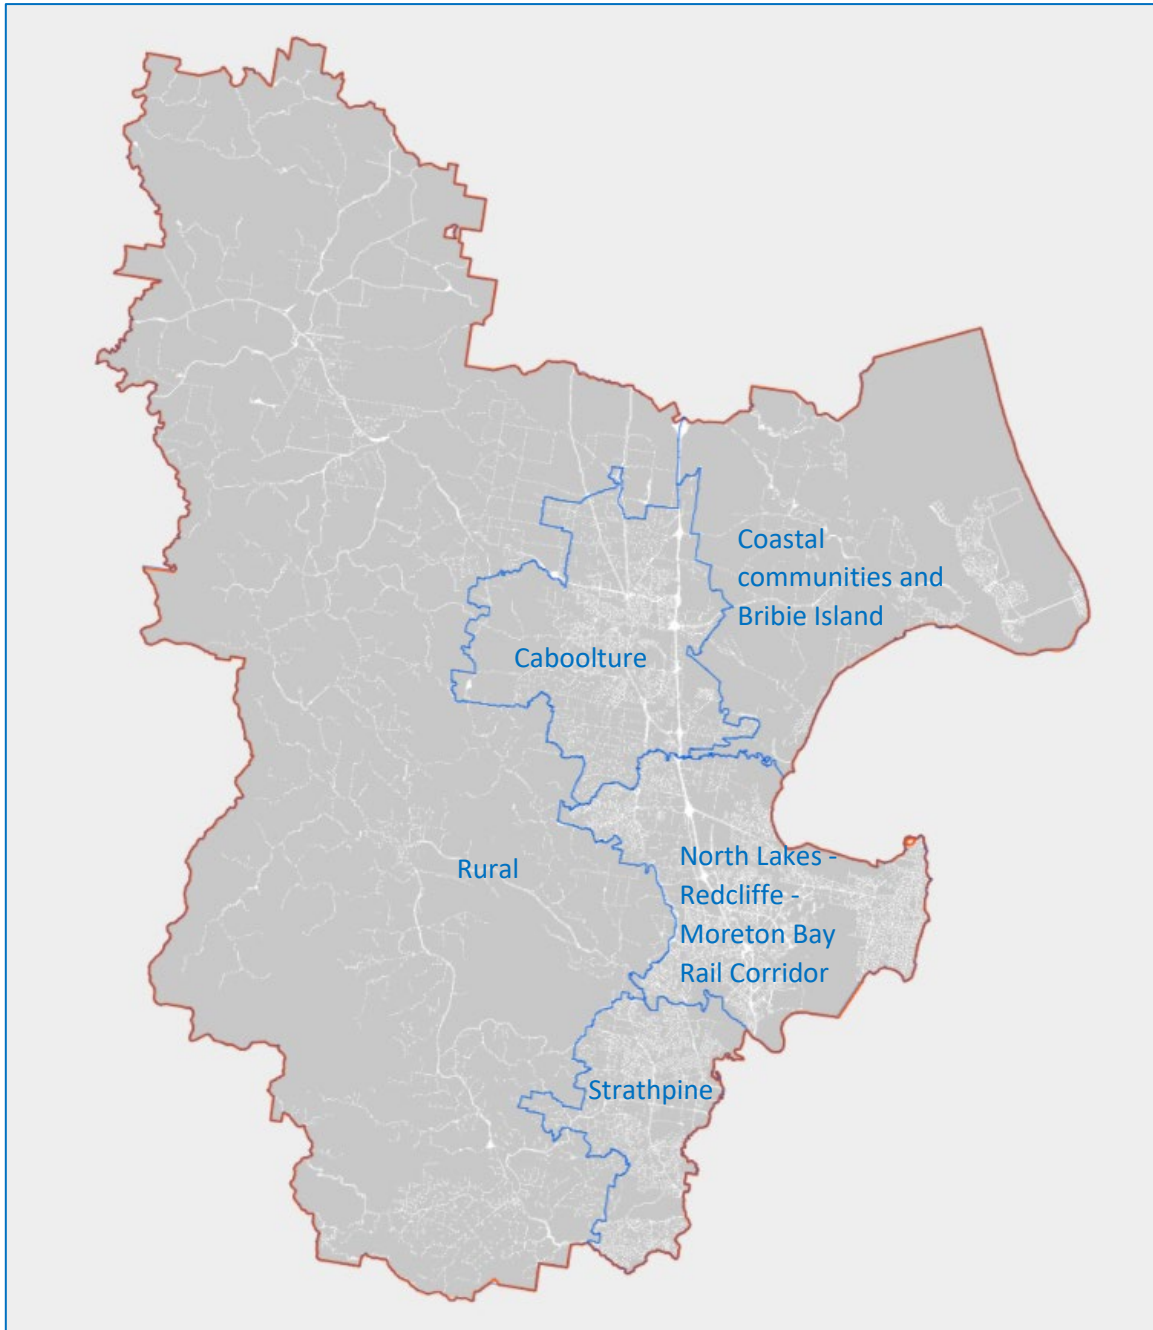 Coastal
communities and
Bribie Island
Caboolture
Rural
North Lakes -
Redcliffe -
Moreton Bay
Rail Corridor
Strathpine